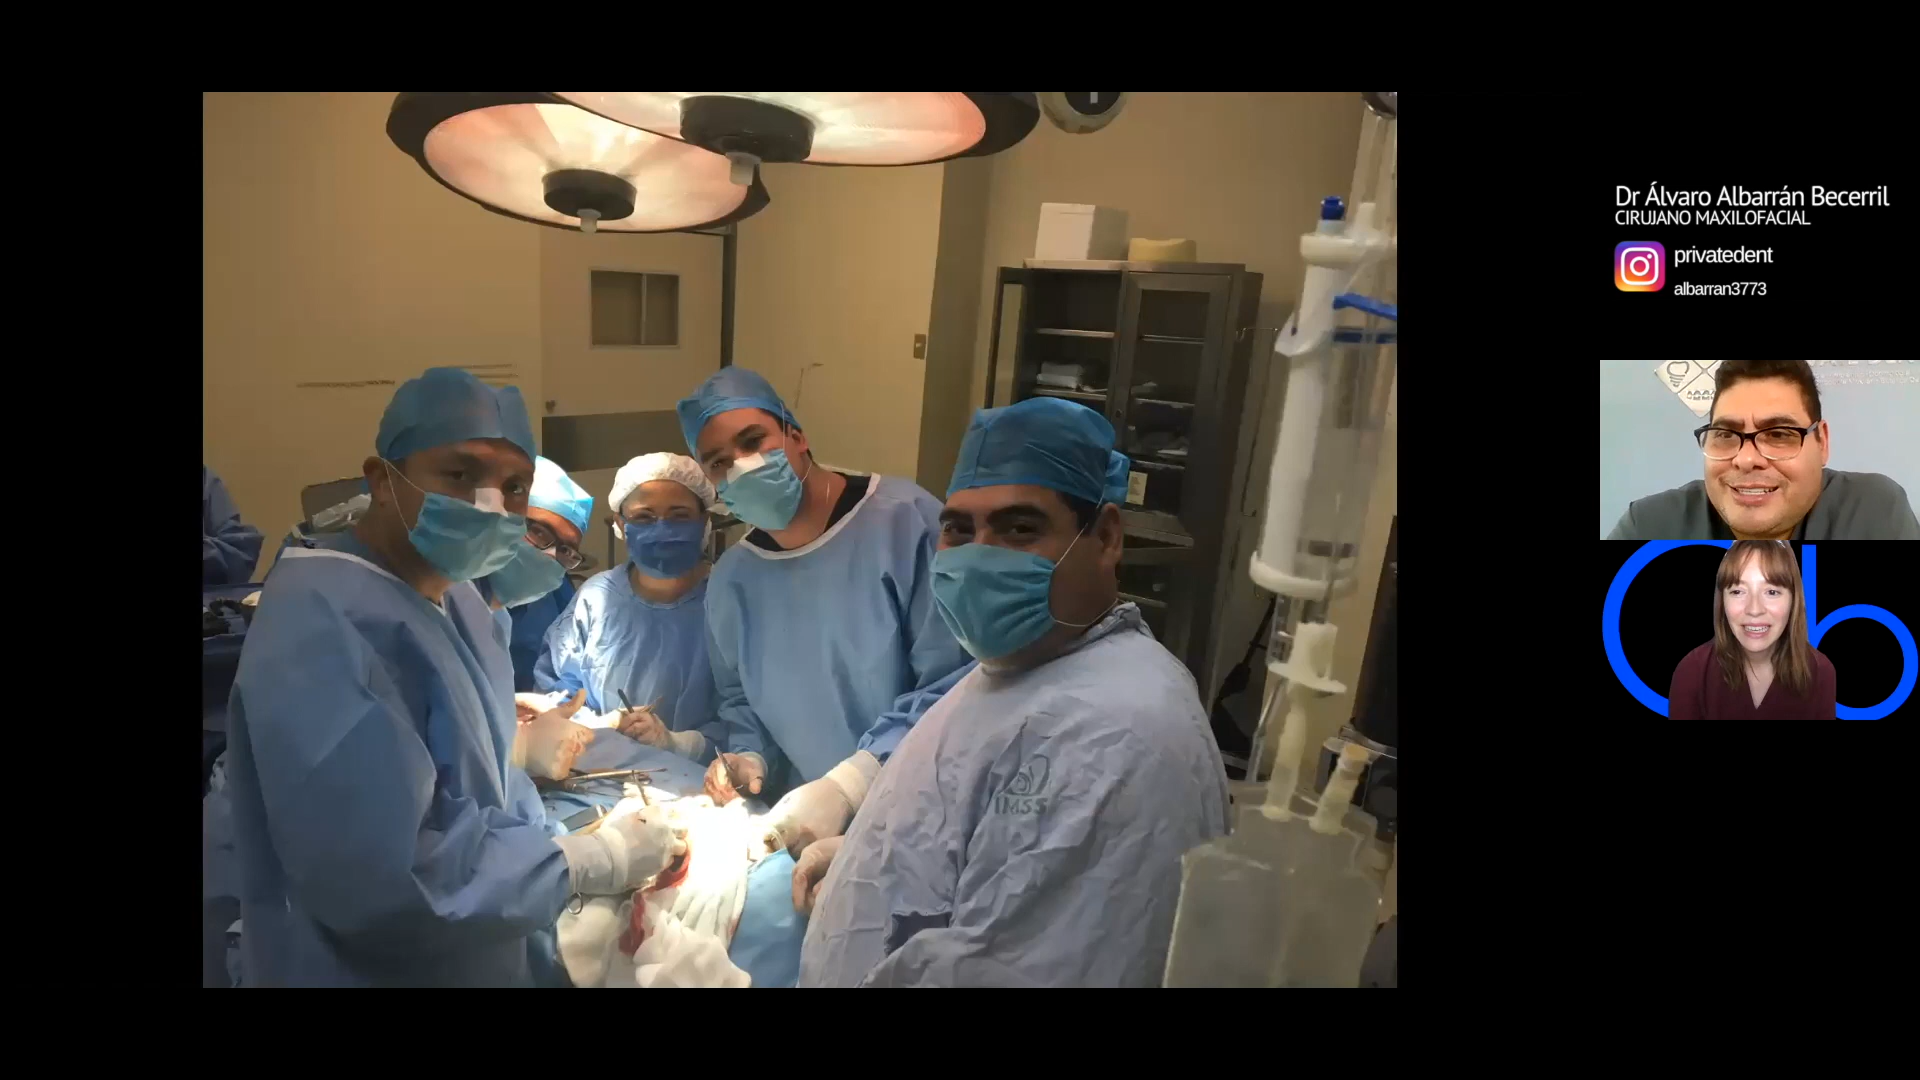 Dr Álvaro Albarrán Becerril
CIRUJANO MAXILOFACIAL
privatedent
albarran3773
IMSS